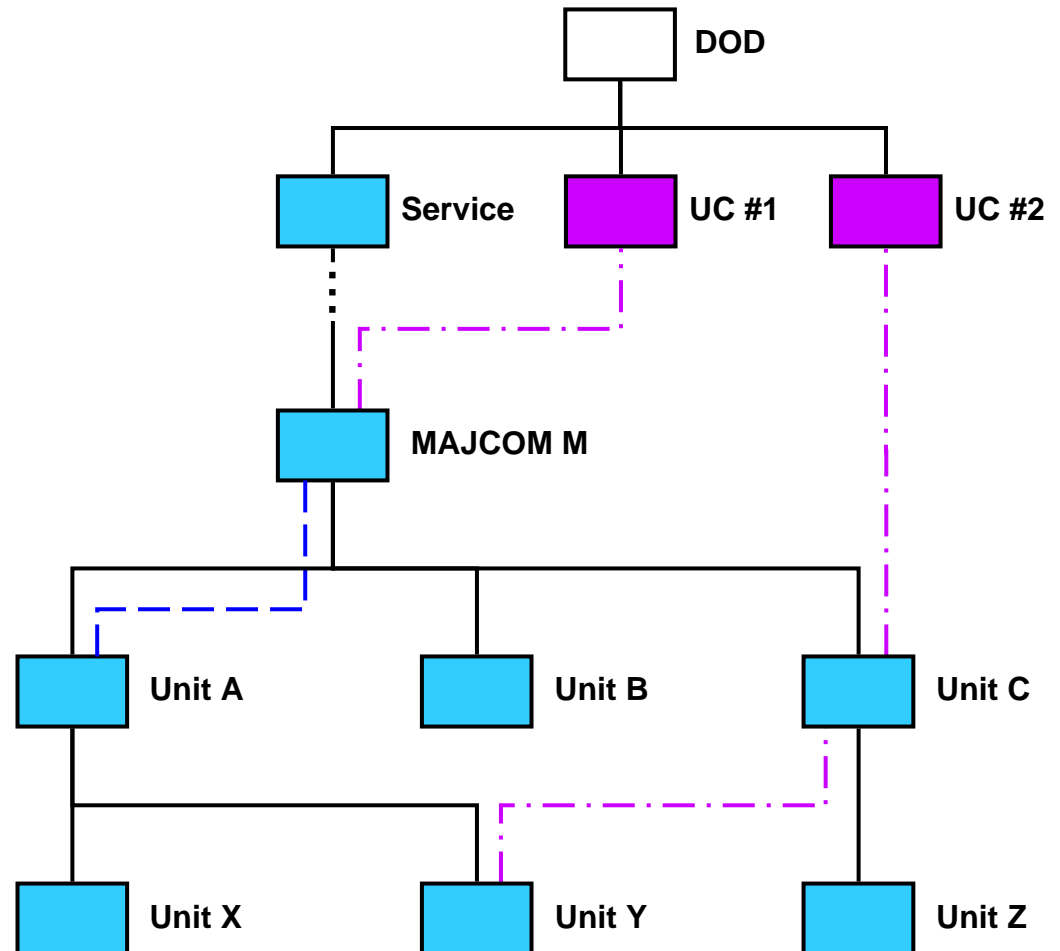 DOD
Service
UC #1
UC #2
MAJCOM M
Unit A
Unit B
Unit C
Unit X
Unit Y
Unit Z